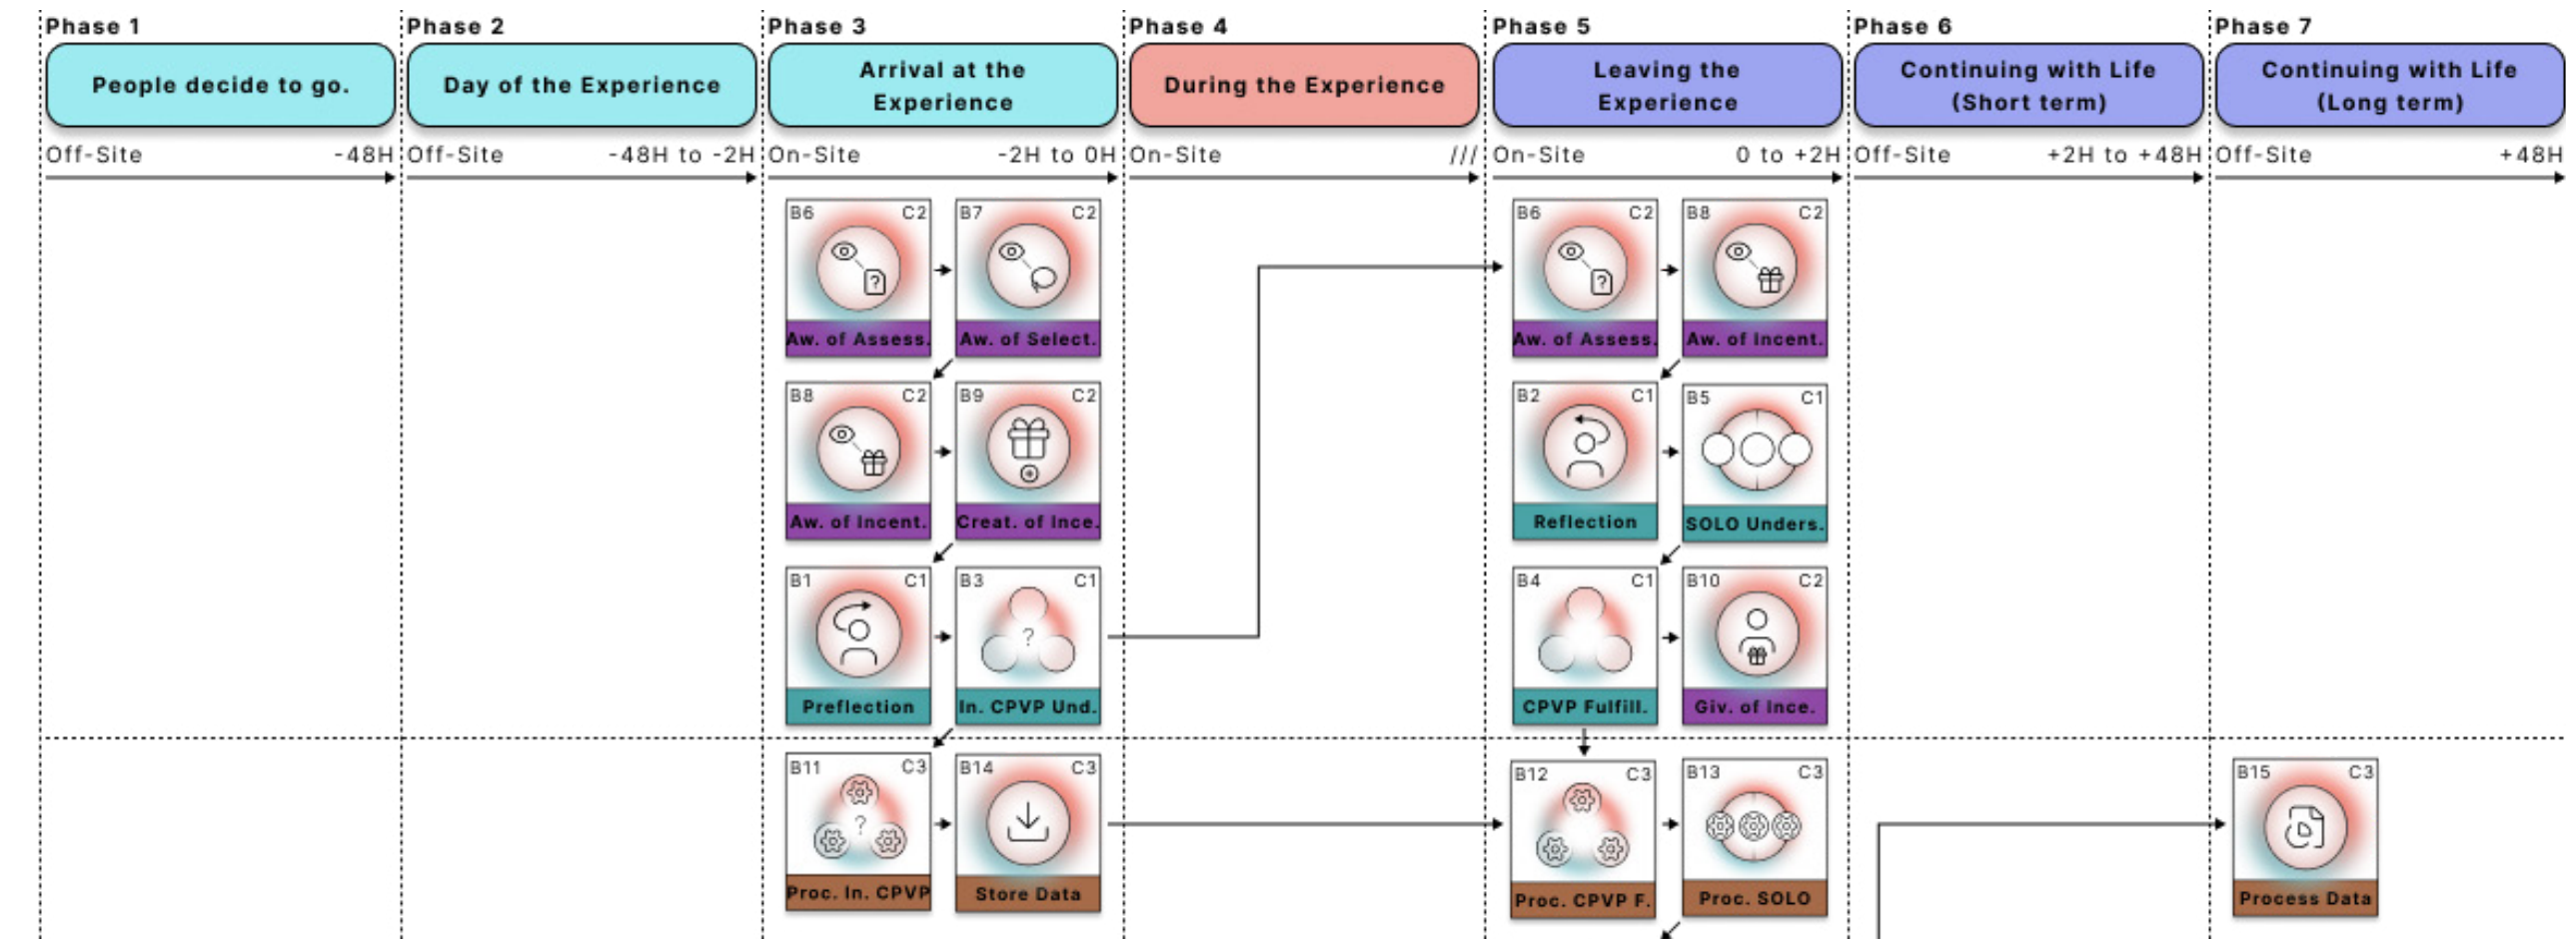 Phase 1
Phase 2
Phase 3
Phase 4
Phase 5
Phase 6
Phase 7
People decide to go.
Day of the Experience
Arrival at the
Experience
During the Experience
Leaving the
Experience
Continuing with Life
(Short term)
Continuing with Life
(Long term)
Off-Site -48H
Off-Site -48H to -2H
On-Site -2H to 0H
On-Site ///
On-Site 0 to +2H
Off-Site +2H to +48H
Off-Site +48H
B6 C2
?
Aw. of Assess.
B7 C2
Aw. of Select.
B8 C2
Aw. of Incent.
B9 C2
Creat. of Ince.
B1 C1
Preflection
B3 C1
?
In. CPVP Und.
B11 C3
?
Proc. In. CPVP
B14 C3
Store Data
B6 C2
?
Aw. of Assess.
B8 C2
Aw. of Incent.
B2 C1
Reflection
B5 C1
SOLO Unders.
B4 C1
CPVP Fulfill.
B10 C2
Giv. of Ince.
B12 C3
Proc. CPVP F.
B13 C3
Proc. SOLO
B15 C3
Process Data